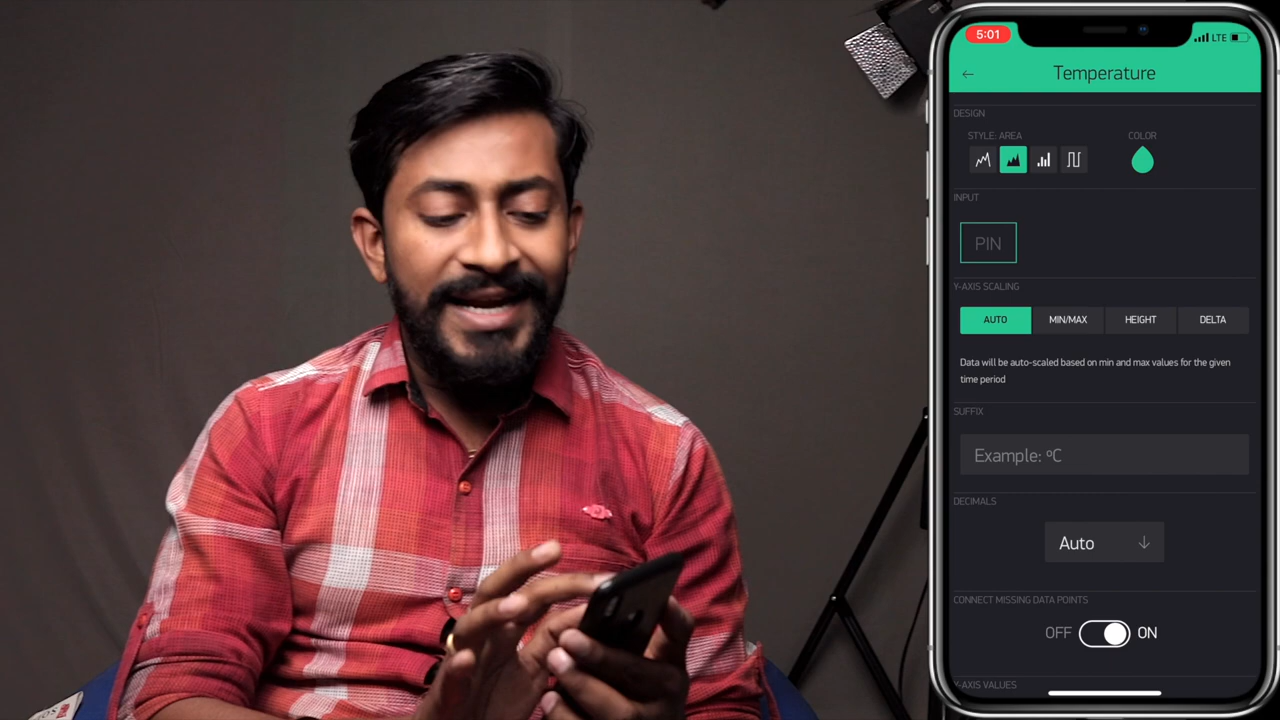 5:01
LTE
Temperature
DESIGN
STYLE: AREA
COLOR
INPUT
PIN
Y-AXIS SCALING
AUTO MIN/MAX HEIGHT DELTA
Data will be auto-scaled based on min and max values for the given
time period
SUFFIX
Example: ºC
DECIMALS
Auto
CONNECT MISSING DATA POINTS
OFF ON
Y-AXIS VALUES